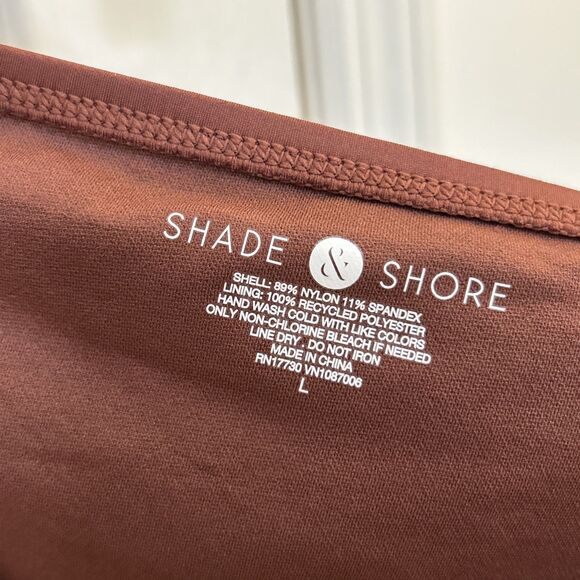 SHADE & SHORE
SHELL: 89% NYLON 11% SPANDEX
LINING: 100% RECYCLED POLYESTER
HAND WASH COLD WITH LIKE COLORS
ONLY NON-CHLORINE BLEACH IF NEEDED
LINE DRY . DO NOT IRON
MADE IN CHINA
RN17730 VN1087006
L